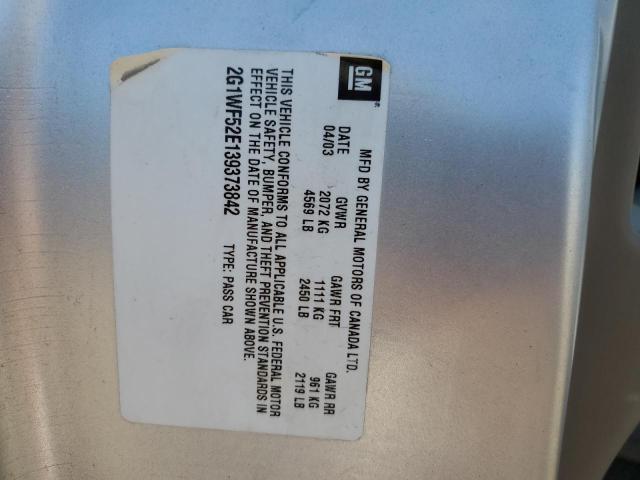 GM®
MFD BY GENERAL MOTORS OF CANADA LTD.
DATE GVWR GAWR FRT GAWR RR
04/03 2072 KG 1111 KG 961 KG
4569 LB 2450 LB 2119 LB
THIS VEHICLE CONFORMS TO ALL APPLICABLE U.S. FEDERAL MOTOR
VEHICLE SAFETY, BUMPER, AND THEFT PREVENTION STANDARDS IN
EFFECT ON THE DATE OF MANUFACTURE SHOWN ABOVE.
2G1WF52E139373842 TYPE: PASS CAR